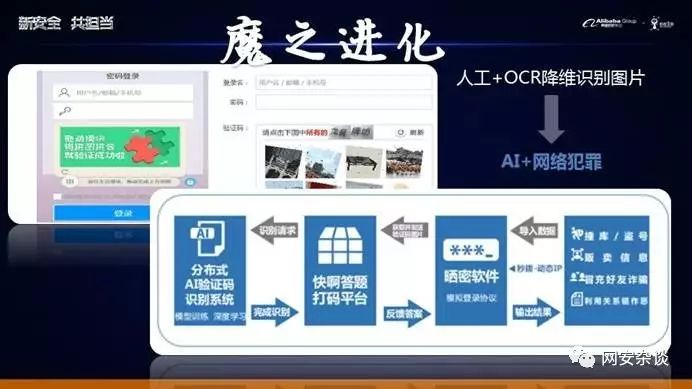 新安全 共担当
Alibaba Group
魔之进化
密码登录
用户名/邮箱/手机号
拖动模块
将拼图拼合
就验证成功啦
登录
登录名：
用户名/邮箱/手机号
密码：
验证码：
请点击下图中所有的
刷新
人工+OCR降维识别图片
AI+网络犯罪
AI
分布式
AI验证码
识别系统
模型训练 深度学习
识别请求
完成识别
快啊答题
打码平台
获取并发送
验证码图片
反馈答案
***_
晒密软件
模拟登录协议
导入数据
秒拨-动态IP
输出结果
撞库/盗号
贩卖信息
冒充好友诈骗
利用关系链作恶
网安杂谈